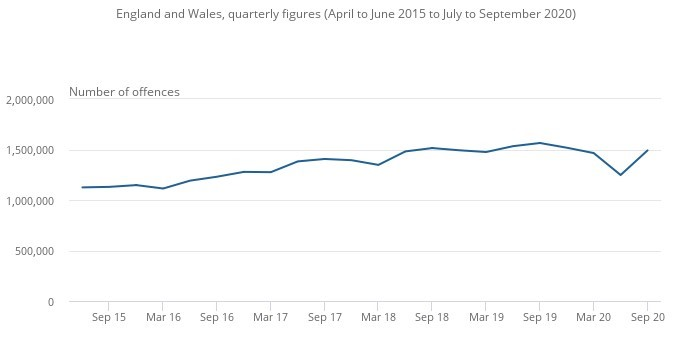 England and Wales, quarterly figures (April to June 2015 to July to September 2020)
Number of offences
2,000,000
1,500,000
1,000,000
500,000
0
Sep 15 Mar 16 Sep 16 Mar 17 Sep 17 Mar 18 Sep 18 Mar 19 Sep 19 Mar 20 Sep 20